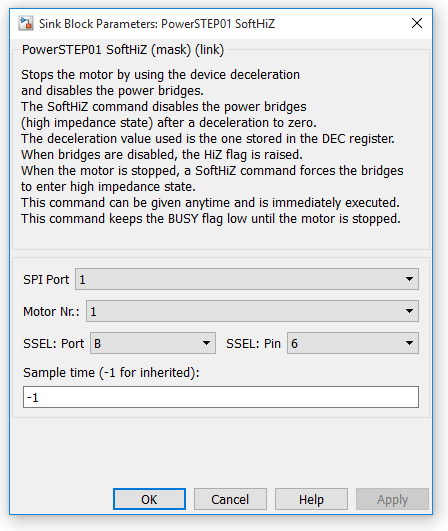 Sink Block Parameters: PowerSTEP01 SoftHiZ
PowerSTEP01 SoftHiZ (mask) (link)
Stops the motor by using the device deceleration
and disables the power bridges.
The SoftHiZ command disables the power bridges
(high impedance state) after a deceleration to zero.
The deceleration value used is the one stored in the DEC register.
When bridges are disabled, the HiZ flag is raised.
When the motor is stopped, a SoftHiZ command forces the bridges
to enter high impedance state.
This command can be given anytime and is immediately executed.
This command keeps the BUSY flag low until the motor is stopped.
SPI Port 1
Motor Nr.: 1
SSEL: Port B SSEL: Pin 6
Sample time (-1 for inherited):
-1
OK Cancel Help Apply